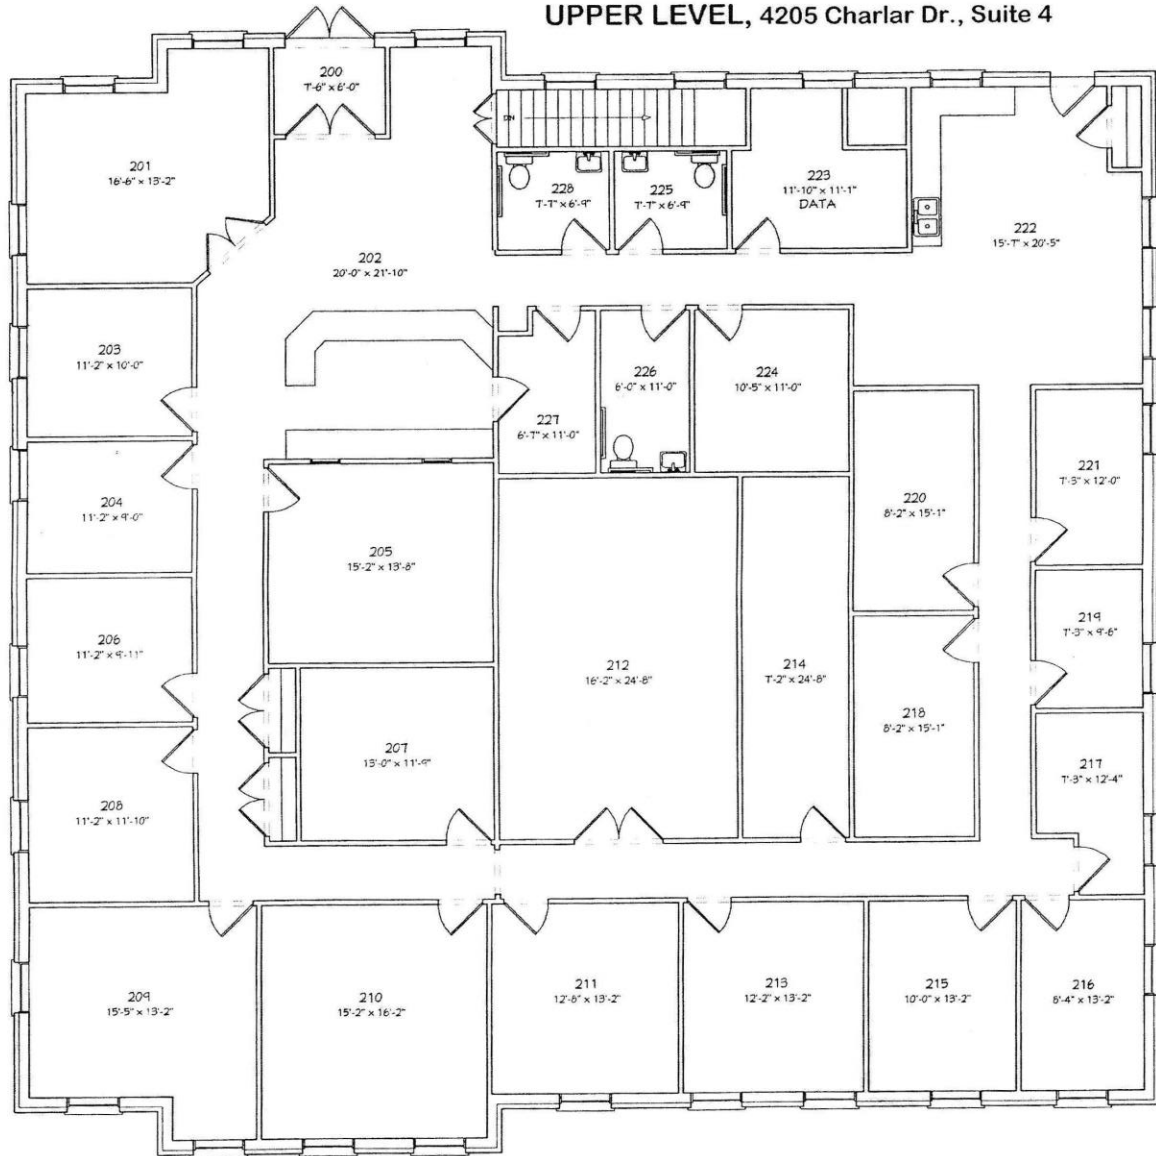 UPPER LEVEL, 4205 Charlar Dr., Suite 4
200
7'-6" x 6'-0"
201
16'-6" x 13'-2"
DN
228
7'-7" x 6'-9"
225
7'-7" x 6'-9"
223
11'-10" x 11'-1"
DATA
222
15'-7" x 20'-5"
202
20'-0" x 21'-10"
203
11'-2" x 10'-0"
227
6'-7" x 11'-0"
226
6'-0" x 11'-0"
224
10'-5" x 11'-0"
204
11'-2" x 9'-0"
205
15'-2" x 13'-8"
220
8'-2" x 15'-1"
221
7'-3" x 12'-0"
206
11'-2" x 9'-11"
212
16'-2" x 24'-8"
214
7'-2" x 24'-8"
219
7'-3" x 9'-6"
207
13'-0" x 11'-9"
218
8'-2" x 15'-1"
217
7'-3" x 12'-4"
208
11'-2" x 11'-10"
209
15'-5" x 13'-2"
210
15'-2" x 16'-2"
211
12'-8" x 13'-2"
213
12'-2" x 13'-2"
215
10'-0" x 13'-2"
216
8'-4" x 13'-2"